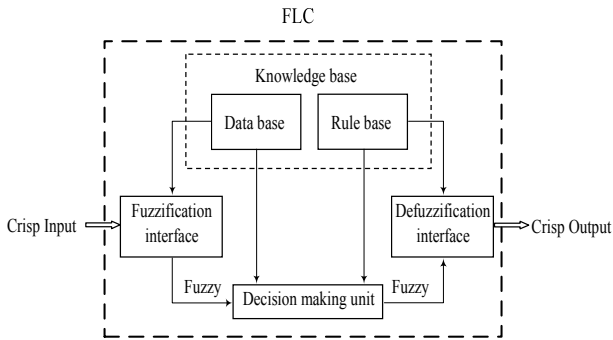 FLC
Knowledge base
Data base
Rule base
Crisp Input
Fuzzification
interface
Defuzzification
interface
Crisp Output
Fuzzy
Decision making unit
Fuzzy